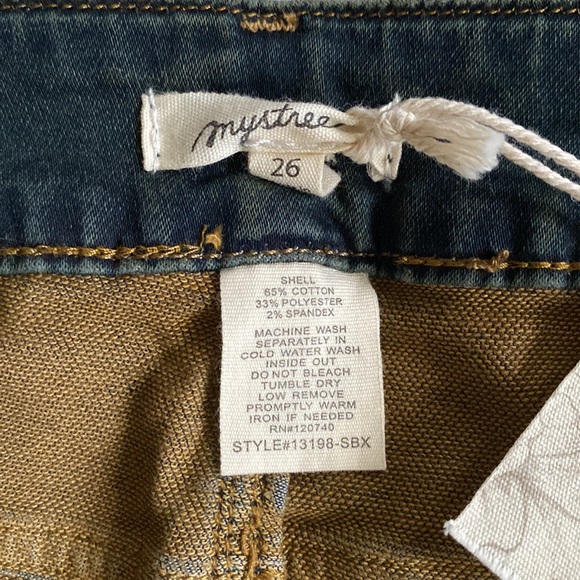 mystree
26
SHELL
65% COTTON
33% POLYESTER
2% SPANDEX
MACHINE WASH
SEPARATELY IN
COLD WATER WASH
INSIDE OUT
DO NOT BLEACH
TUMBLE DRY
LOW REMOVE
PROMPTLY WARM
IRON IF NEEDED
RN#120740
STYLE#13198-SBX